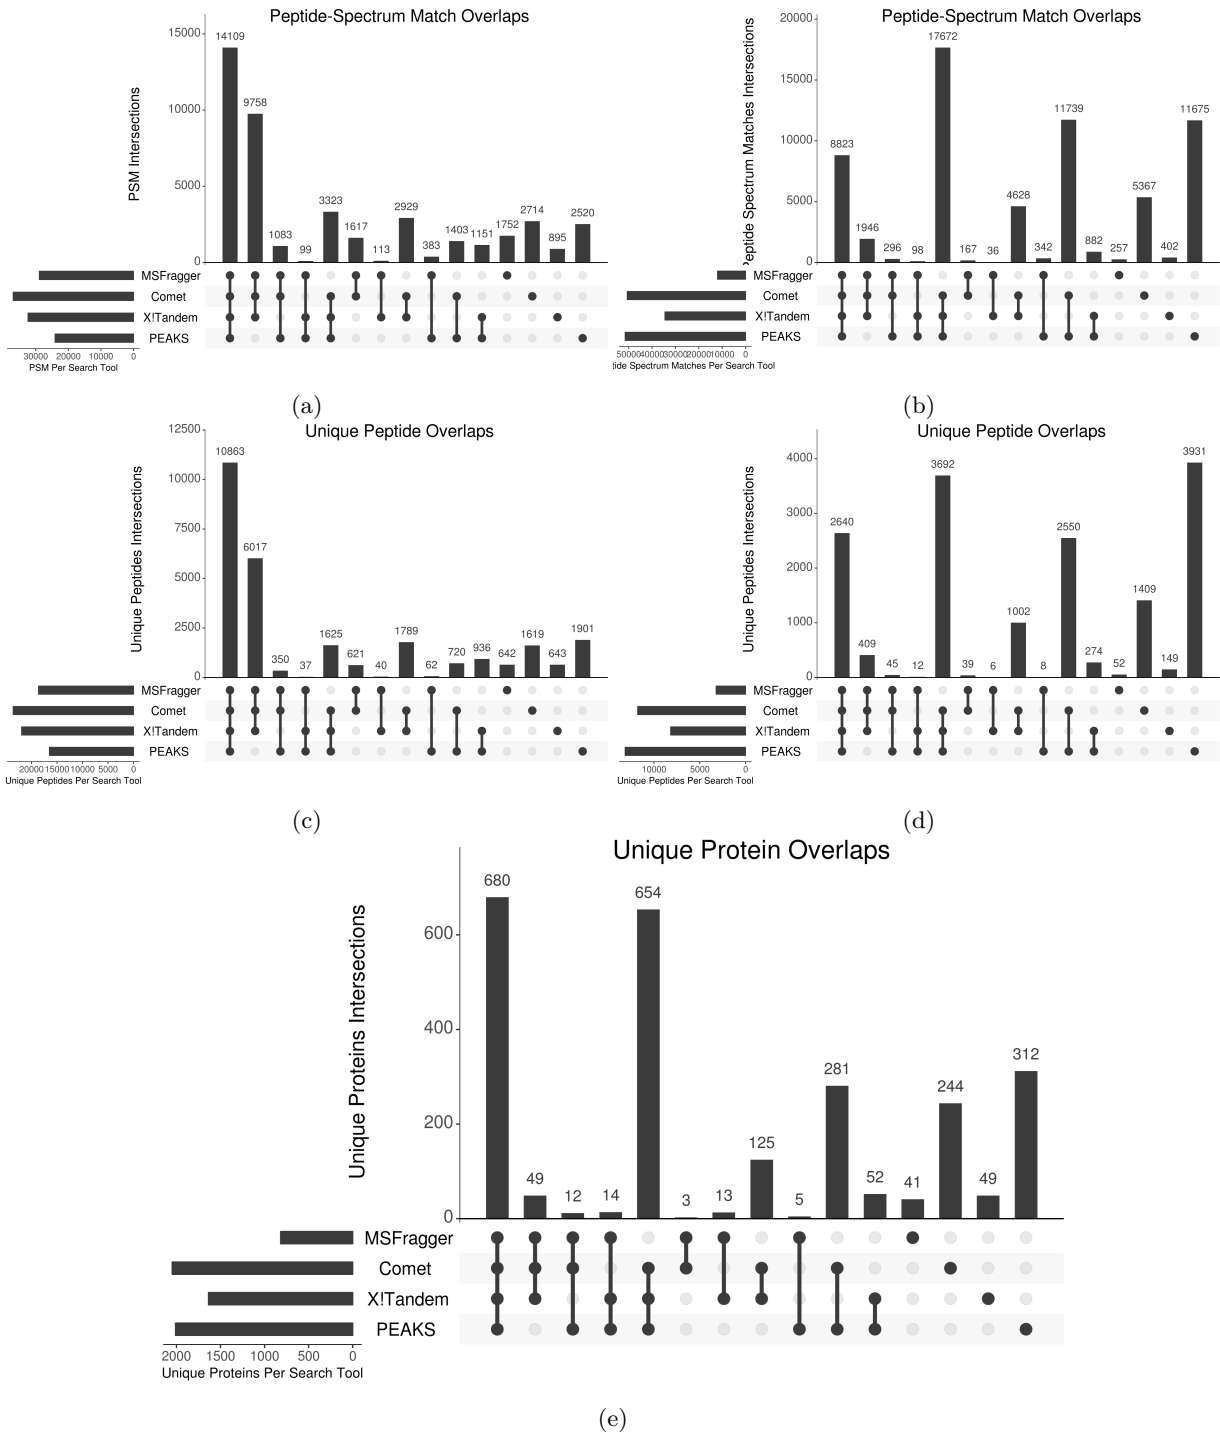 Peptide-Spectrum Match Overlaps
PSM Intersections
15000
10000
5000
0
14109 9758 1083 99 3323 1617 113 2929 383 1403 1151 1752 2714 895 2520
MSFragger
Comet
X!Tandem
PEAKS
30000 20000 10000 0
PSM Per Search Tool
(a)
Peptide-Spectrum Match Overlaps
Peptide Spectrum Matches Intersections
20000
15000
10000
5000
0
8823 1946 296 98 17672 167 36 4628 342 11739 882 257 5367 402 11675
MSFragger
Comet
X!Tandem
PEAKS
50000 40000 30000 20000 10000 0
tide Spectrum Matches Per Search Tool
(b)
Unique Peptide Overlaps
Unique Peptides Intersections
12500
10000
7500
5000
2500
0
10863 6017 350 37 1625 621 40 1789 62 720 936 642 1619 643 1901
MSFragger
Comet
X!Tandem
PEAKS
20000 15000 10000 5000 0
Unique Peptides Per Search Tool
(c)
Unique Peptide Overlaps
Unique Peptides Intersections
4000
3000
2000
1000
0
2640 409 45 12 3692 39 6 1002 8 2550 274 52 1409 149 3931
MSFragger
Comet
X!Tandem
PEAKS
10000 5000 0
Unique Peptides Per Search Tool
(d)
Unique Protein Overlaps
Unique Proteins Intersections
600
400
200
0
680 49 12 14 654 3 13 125 5 281 52 41 244 49 312
MSFragger
Comet
X!Tandem
PEAKS
2000 1500 1000 500 0
Unique Proteins Per Search Tool
(e)